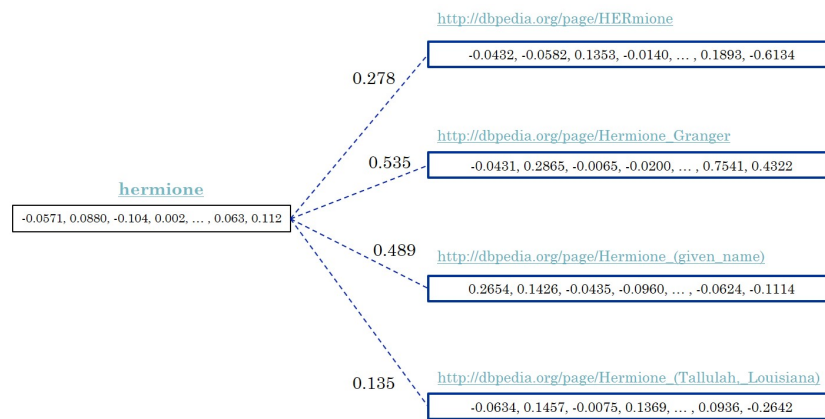 http://dbpedia.org/page/HERmione
-0.0432, -0.0582, 0.1353, -0.0140, ... , 0.1893, -0.6134
0.278
http://dbpedia.org/page/Hermione_Granger
-0.0431, 0.2865, -0.0065, -0.0200, ... , 0.7541, 0.4322
0.535
hermione
-0.0571, 0.0880, -0.104, 0.002, ... , 0.063, 0.112
0.489
http://dbpedia.org/page/Hermione_(given_name)
0.2654, 0.1426, -0.0435, -0.0960, ... , -0.0624, -0.1114
0.135
http://dbpedia.org/page/Hermione_(Tallulah,_Louisiana)
-0.0634, 0.1457, -0.0075, 0.1369, ... , 0.0936, -0.2642